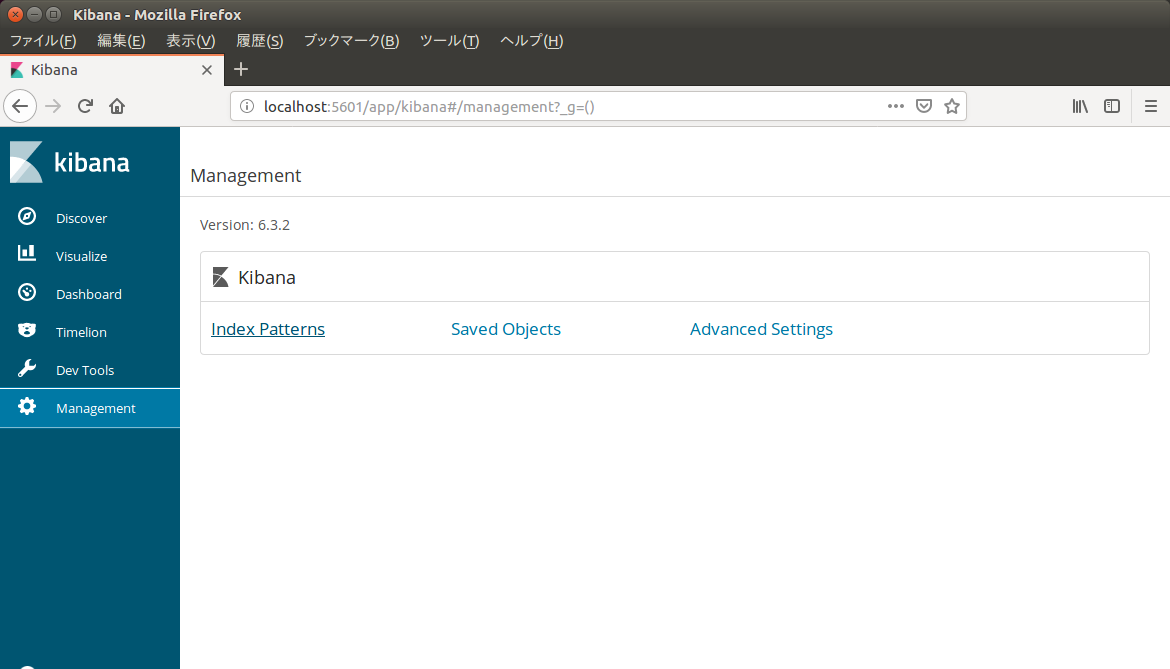 Kibana - Mozilla Firefox
ファイル(F) 編集(E) 表示(V) 履歴(S) ブックマーク(B) ツール(T) ヘルプ(H)
Kibana
localhost:5601/app/kibana#/management?_g=()
kibana
Discover
Visualize
Dashboard
Timelion
Dev Tools
Management
Management
Version: 6.3.2
Kibana
Index Patterns Saved Objects Advanced Settings